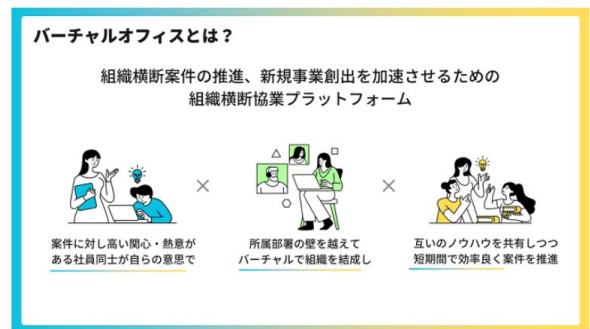 バーチャルオフィスとは？
組織横断案件の推進、新規事業創出を加速させるための
組織横断協業プラットフォーム
案件に対し高い関心・熱意が
ある社員同士が自らの意思で
×
所属部署の壁を越えて
バーチャルで組織を結成し
×
互いのノウハウを共有しつつ
短期間で効率良く案件を推進